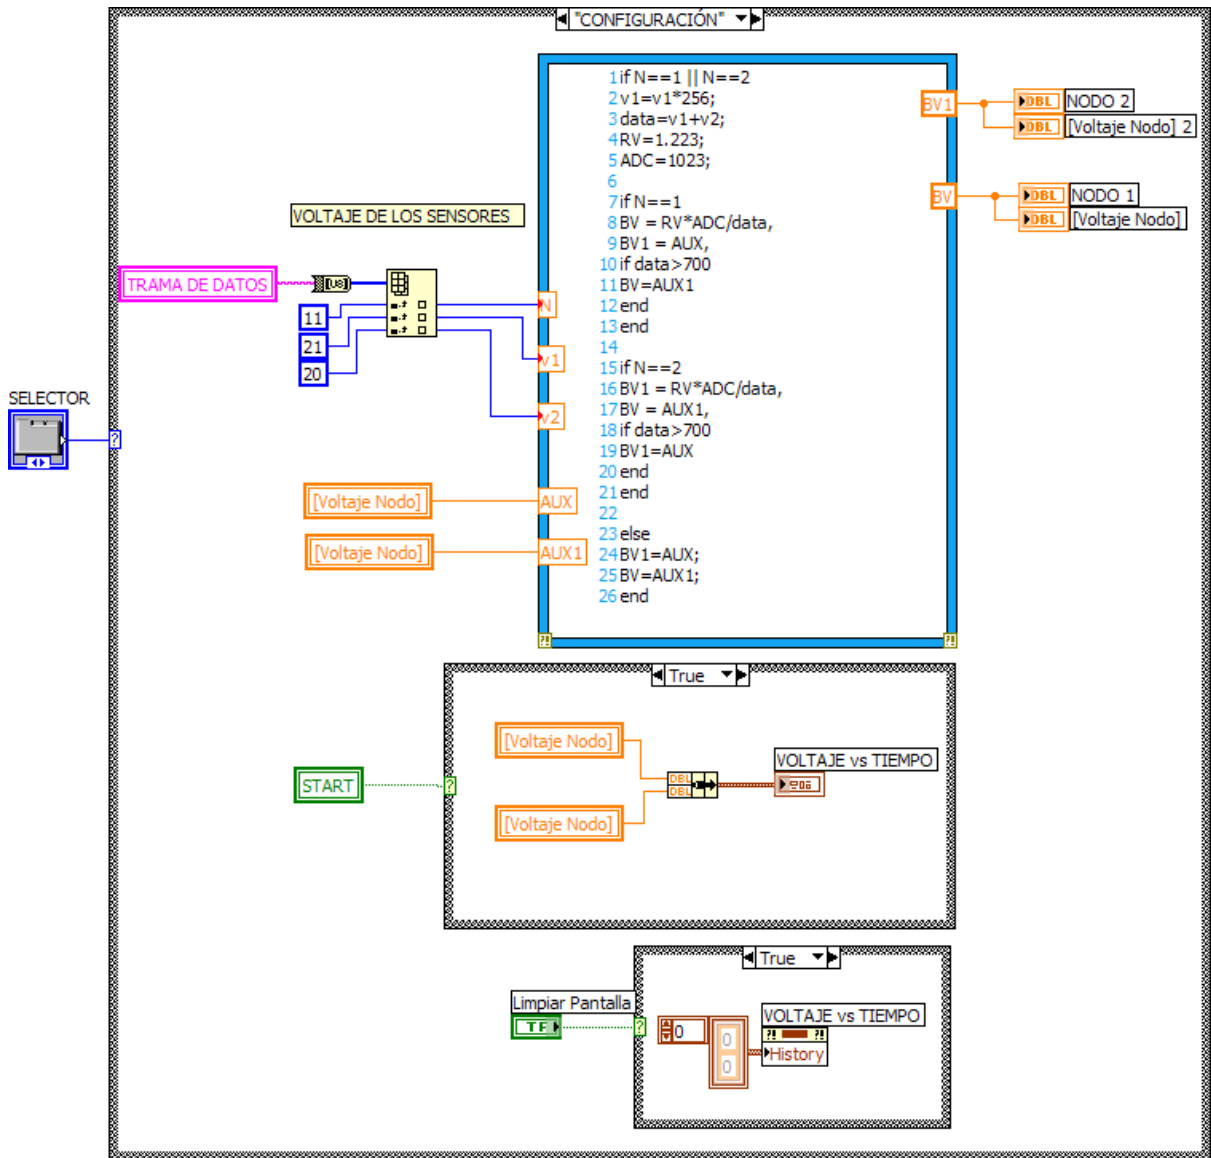 "CONFIGURACIÓN"
1 if N==1 || N==2
2 v1=v1*256;
3 data=v1+v2;
4 RV=1.223;
5 ADC=1023;
6
7 if N==1
8 BV = RV*ADC/data,
9 BV1 = AUX,
10 if data>700
11 BV=AUX1
12 end
13 end
14
15 if N==2
16 BV1 = RV*ADC/data,
17 BV = AUX1,
18 if data>700
19 BV1=AUX
20 end
21 end
22
23 else
24 BV1=AUX;
25 BV=AUX1;
26 end
BV1
DBL NODO 2
DBL [Voltaje Nodo] 2
BV
DBL NODO 1
DBL [Voltaje Nodo]
VOLTAJE DE LOS SENSORES
TRAMA DE DATOS
[U8]
11
21
20
N
v1
v2
SELECTOR
?
[Voltaje Nodo]
AUX
[Voltaje Nodo]
AUX1
?!
?!
True
[Voltaje Nodo]
VOLTAJE vs TIEMPO
DBL
DBL
START
?
[Voltaje Nodo]
True
Limpiar Pantalla
TF
?
VOLTAJE vs TIEMPO
?! ?!
History
0
0
0